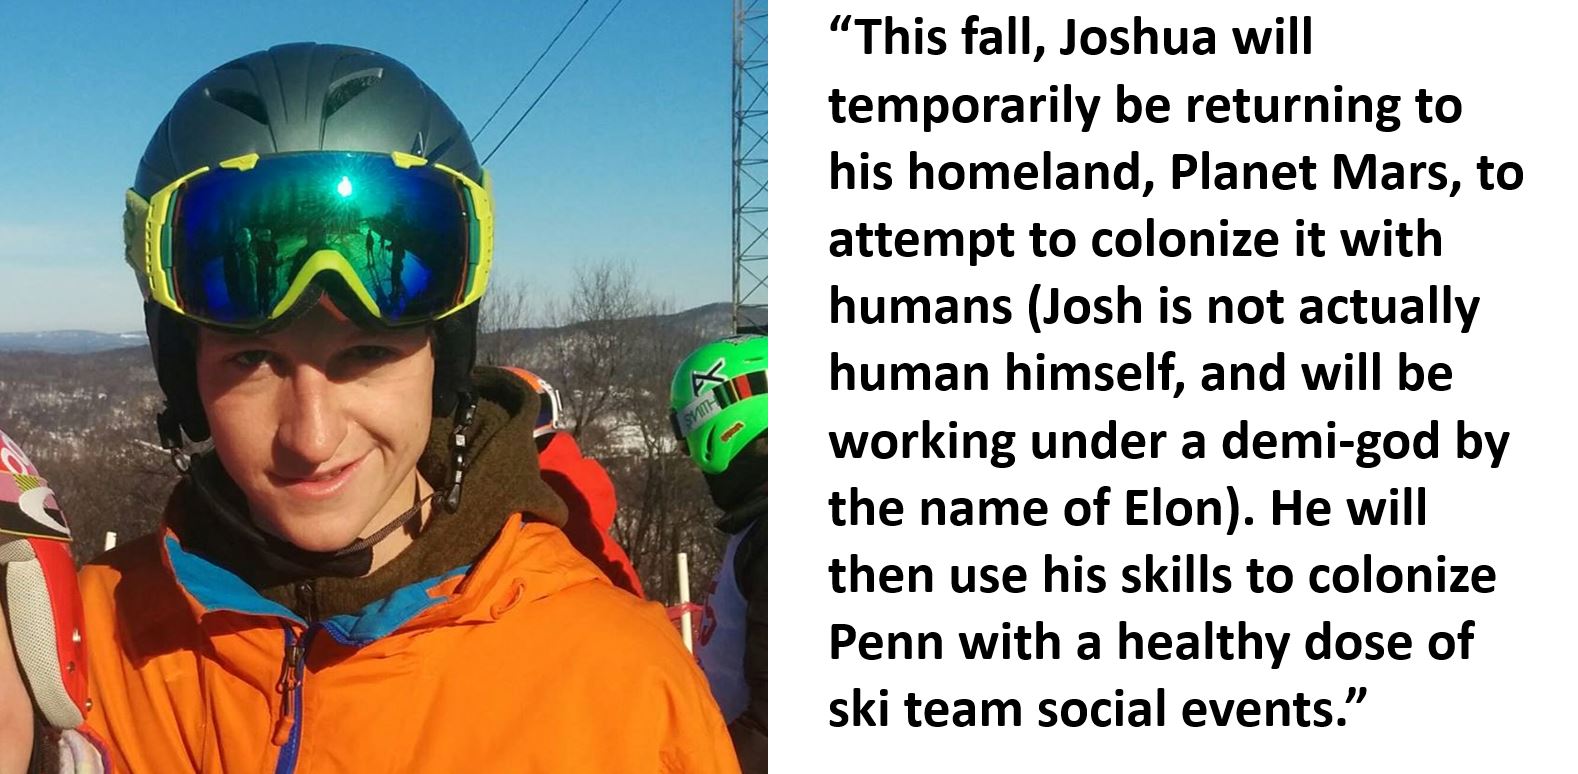 “This fall, Joshua will
temporarily be returning to
his homeland, Planet Mars, to
attempt to colonize it with
humans (Josh is not actually
human himself, and will be
working under a demi-god by
the name of Elon). He will
then use his skills to colonize
Penn with a healthy dose of
ski team social events.”
SMITH